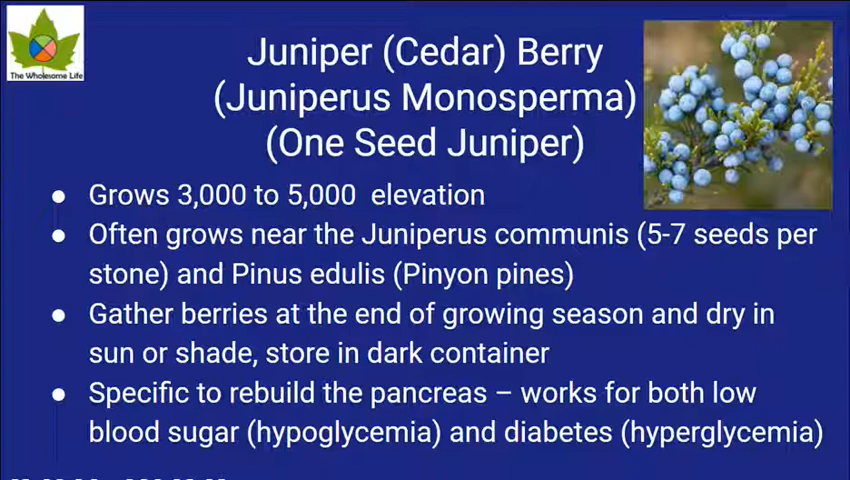 The Wholesome Life
Juniper (Cedar) Berry
(Juniperus Monosperma)
(One Seed Juniper)
● Grows 3,000 to 5,000 elevation
● Often grows near the Juniperus communis (5-7 seeds per
stone) and Pinus edulis (Pinyon pines)
● Gather berries at the end of growing season and dry in
sun or shade, store in dark container
● Specific to rebuild the pancreas – works for both low
blood sugar (hypoglycemia) and diabetes (hyperglycemia)